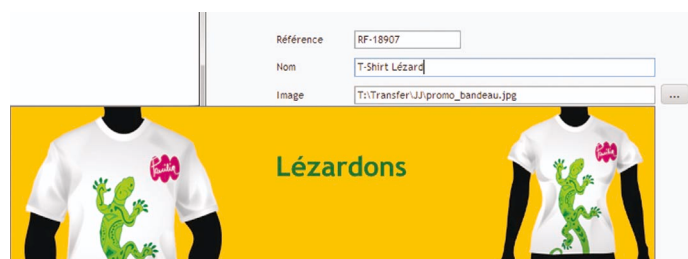 Référence RF-18907
Nom T-Shirt Lézard
Image T:\Transfer\JJ\promo_bandeau.jpg ...
Lézardons